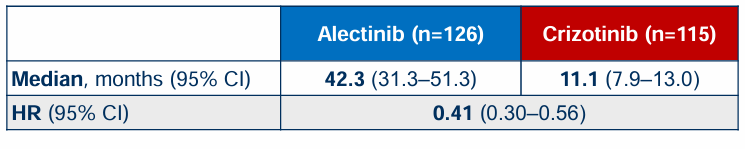 Alectinib (n=126) Crizotinib (n=115)
Median, months (95% CI) 42.3 (31.3–51.3) 11.1 (7.9–13.0)
HR (95% CI) 0.41 (0.30–0.56)